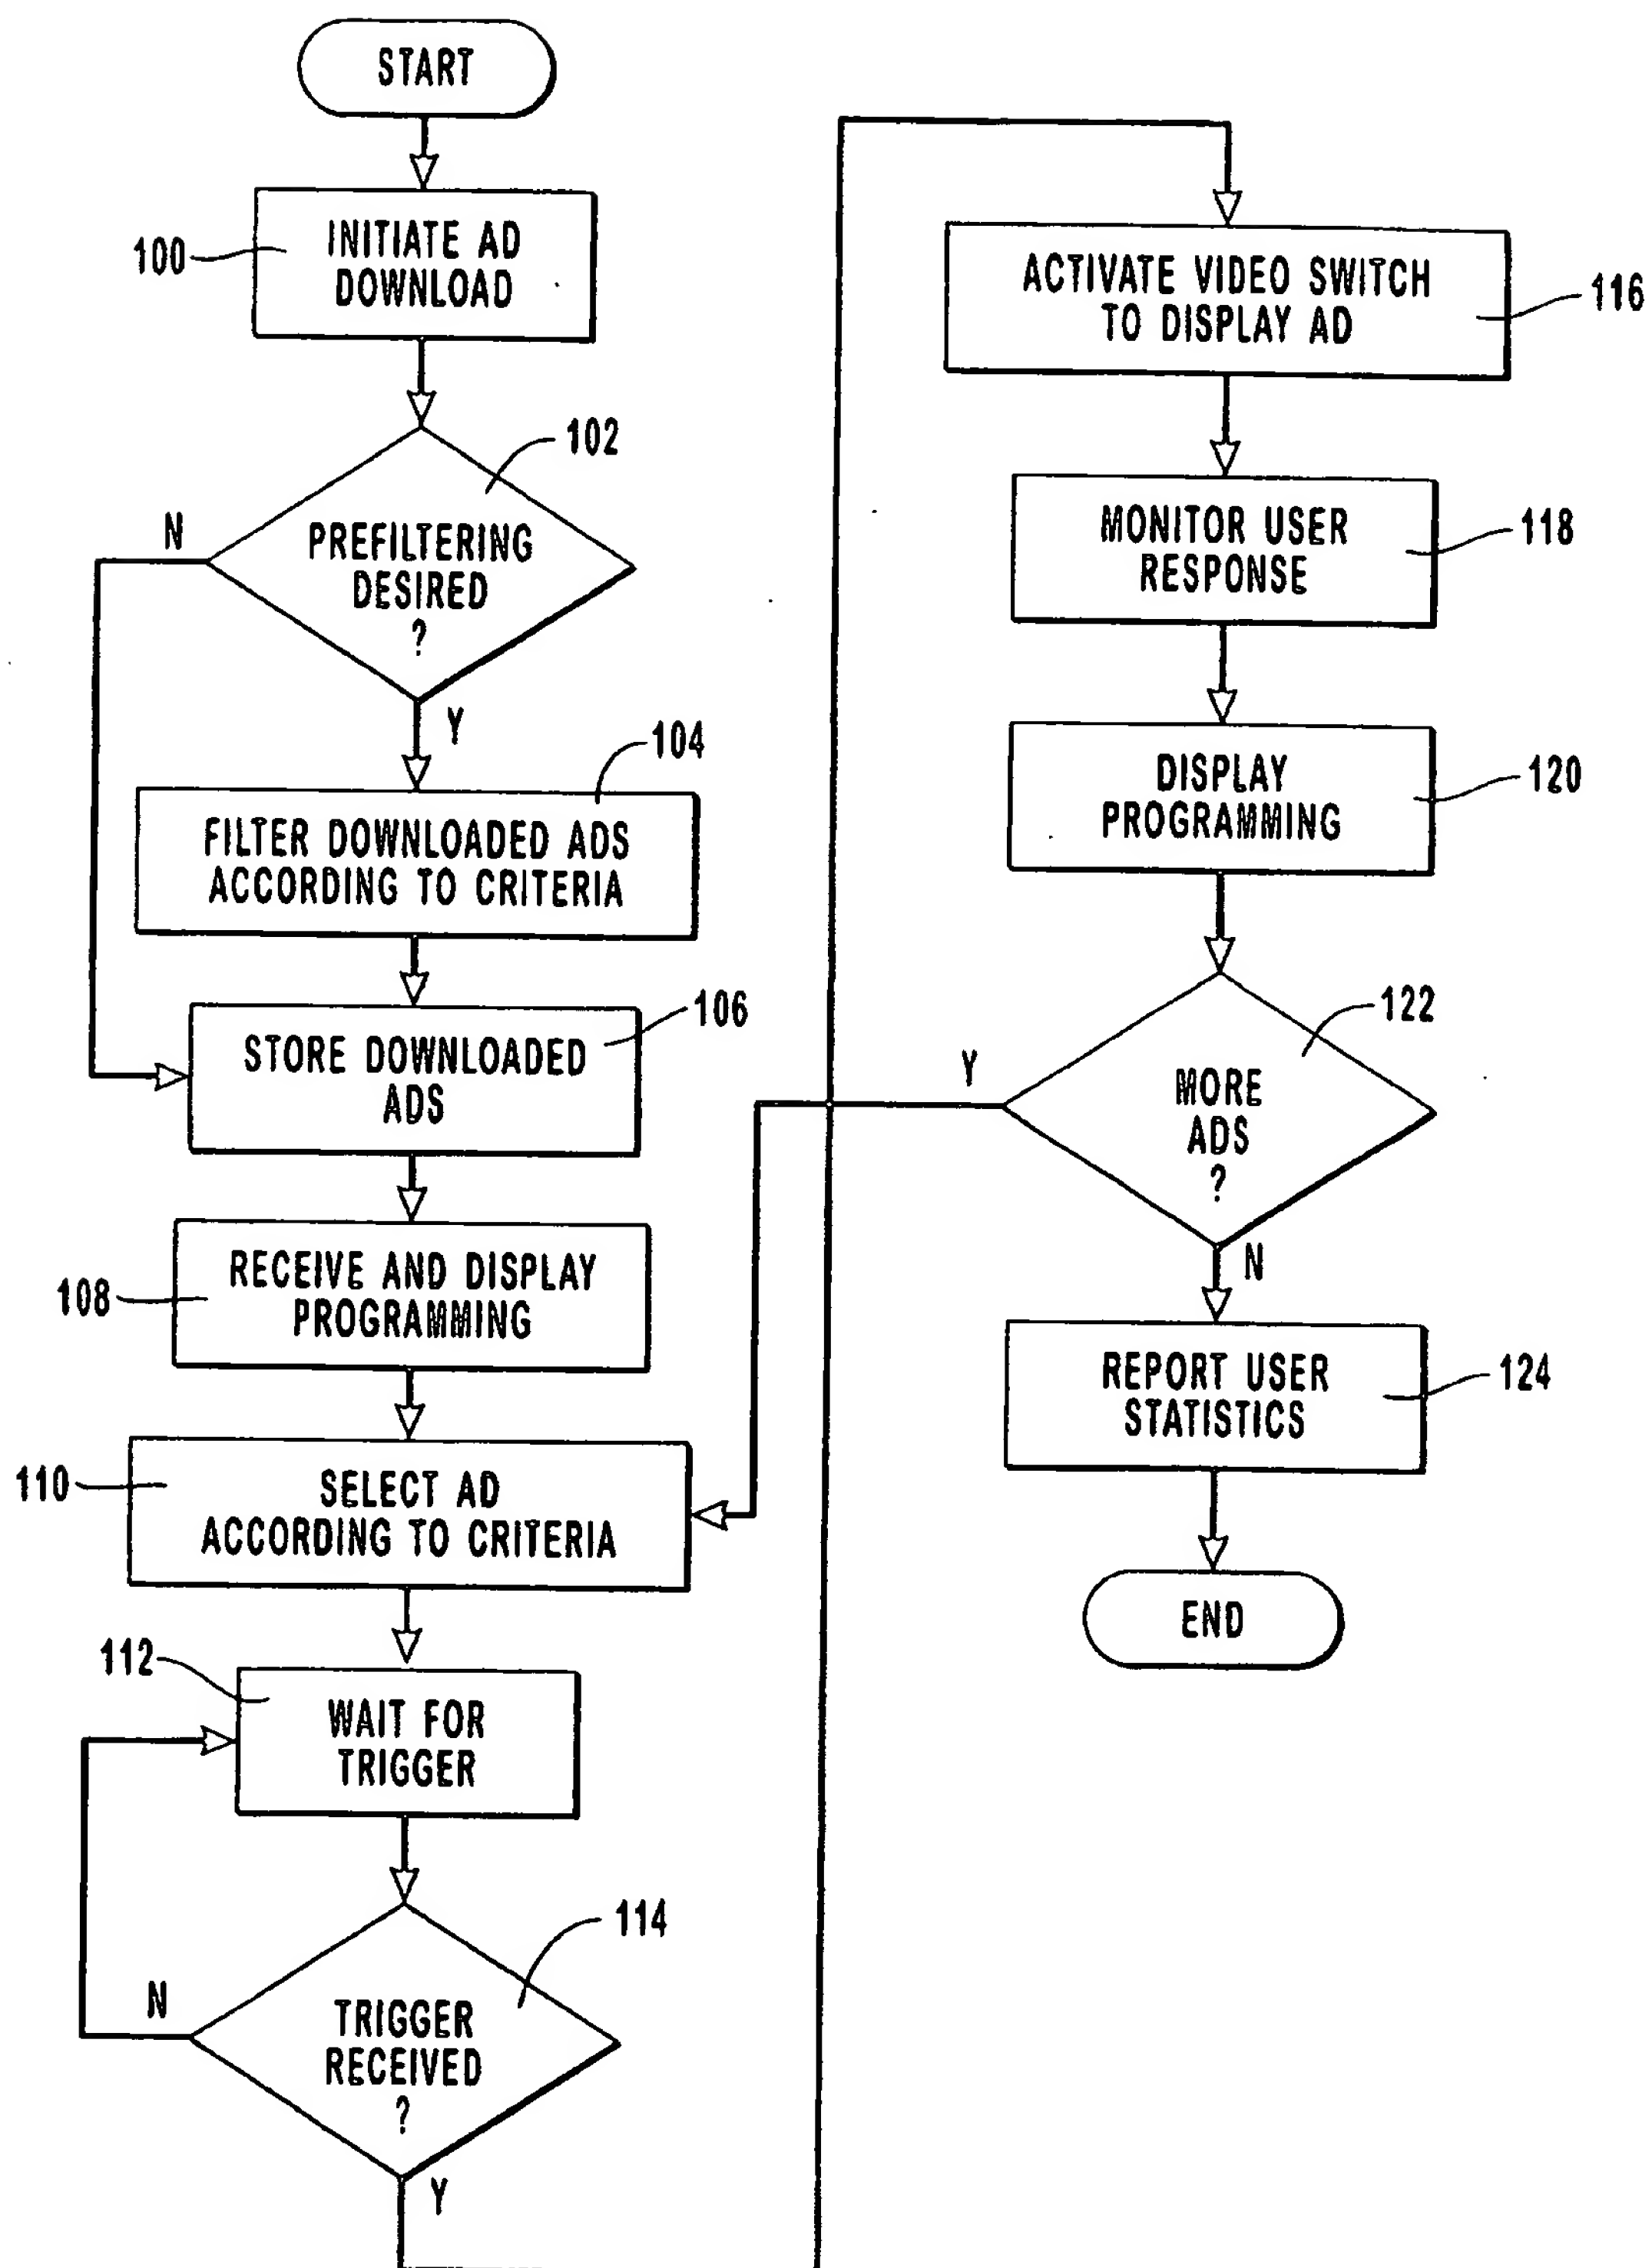 START
100
INITIATE AD
DOWNLOAD
102
N
PREFILTERING
DESIRED
?
Y
104
FILTER DOWNLOADED ADS
ACCORDING TO CRITERIA
106
STORE DOWNLOADED
ADS
108
RECEIVE AND DISPLAY
PROGRAMMING
110
SELECT AD
ACCORDING TO CRITERIA
112
WAIT FOR
TRIGGER
114
N
TRIGGER
RECEIVED
?
Y
ACTIVATE VIDEO SWITCH
TO DISPLAY AD
116
MONITOR USER
RESPONSE
118
DISPLAY
PROGRAMMING
120
122
Y
MORE
ADS
?
N
REPORT USER
STATISTICS
124
END